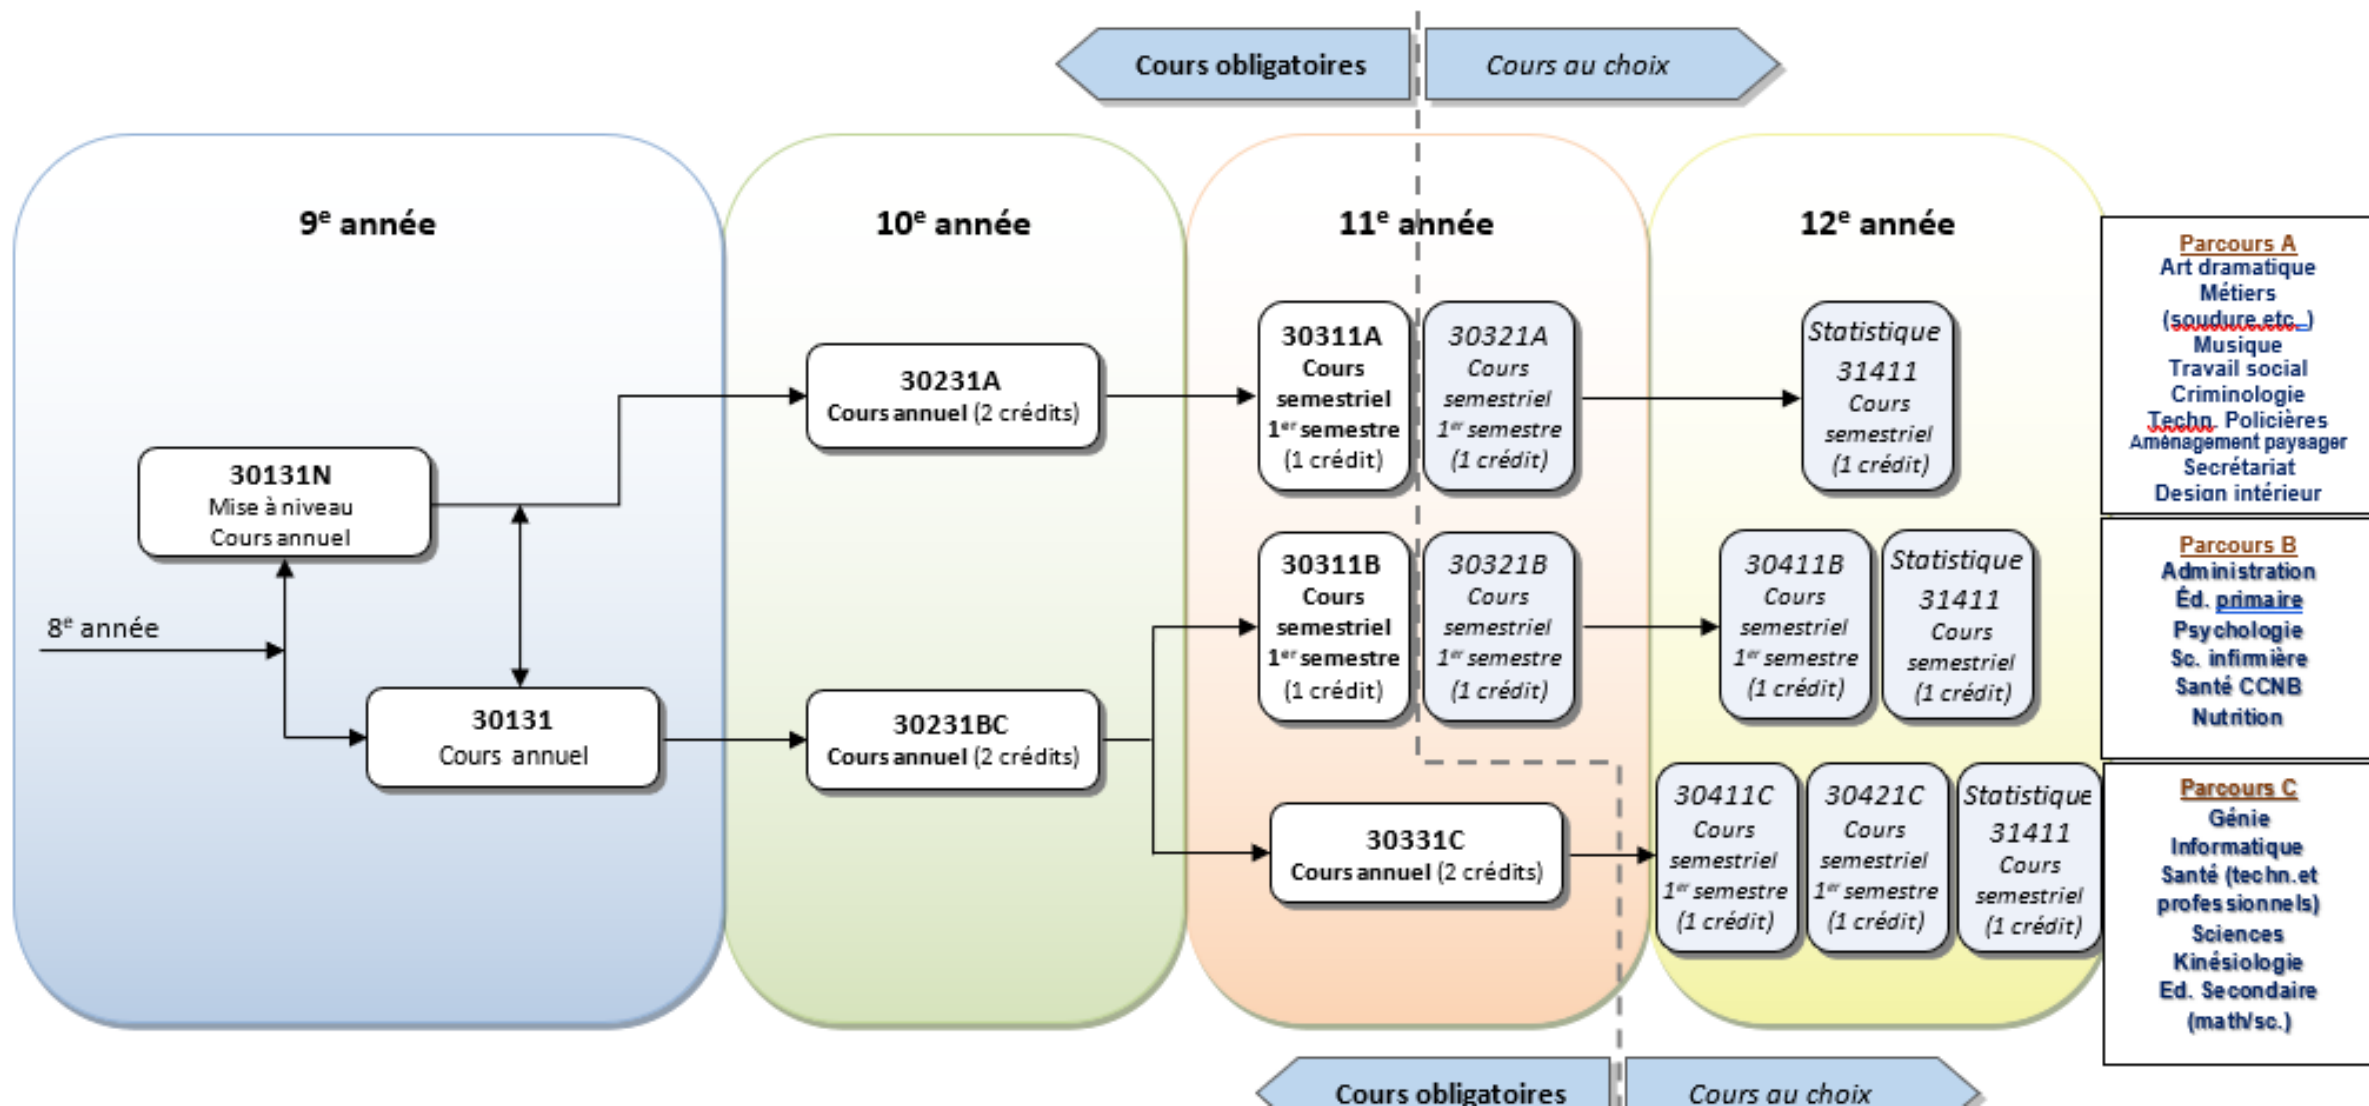 Cours obligatoires
Cours au choix
9e année
10e année
11e année
12e année
8e année
30131N
Mise à niveau
Cours annuel
30131
Cours annuel
30231A
Cours annuel (2 crédits)
30231BC
Cours annuel (2 crédits)
30311A
Cours
semestriel
1er semestre
(1 crédit)
30321A
Cours
semestriel
1er semestre
(1 crédit)
Statistique
31411
Cours
semestriel
(1 crédit)
30311B
Cours
semestriel
1er semestre
(1 crédit)
30321B
Cours
semestriel
1er semestre
(1 crédit)
30411B
Cours
semestriel
1er semestre
(1 crédit)
Statistique
31411
Cours
semestriel
(1 crédit)
30331C
Cours annuel (2 crédits)
30411C
Cours
semestriel
1er semestre
(1 crédit)
30421C
Cours
semestriel
1er semestre
(1 crédit)
Statistique
31411
Cours
semestriel
(1 crédit)
Parcours A
Art dramatique
Métiers
(soudure.etc.)
Musique
Travail social
Criminologie
Techn. Policières
Aménagement paysager
Secrétariat
Design intérieur
Parcours B
Administration
Éd. primaire
Psychologie
Sc. infirmière
Santé CCNB
Nutrition
Parcours C
Génie
Informatique
Santé (techn.et
professionnels)
Sciences
Kinésiologie
Ed. Secondaire
(math/sc.)
Cours obligatoires
Cours au choix